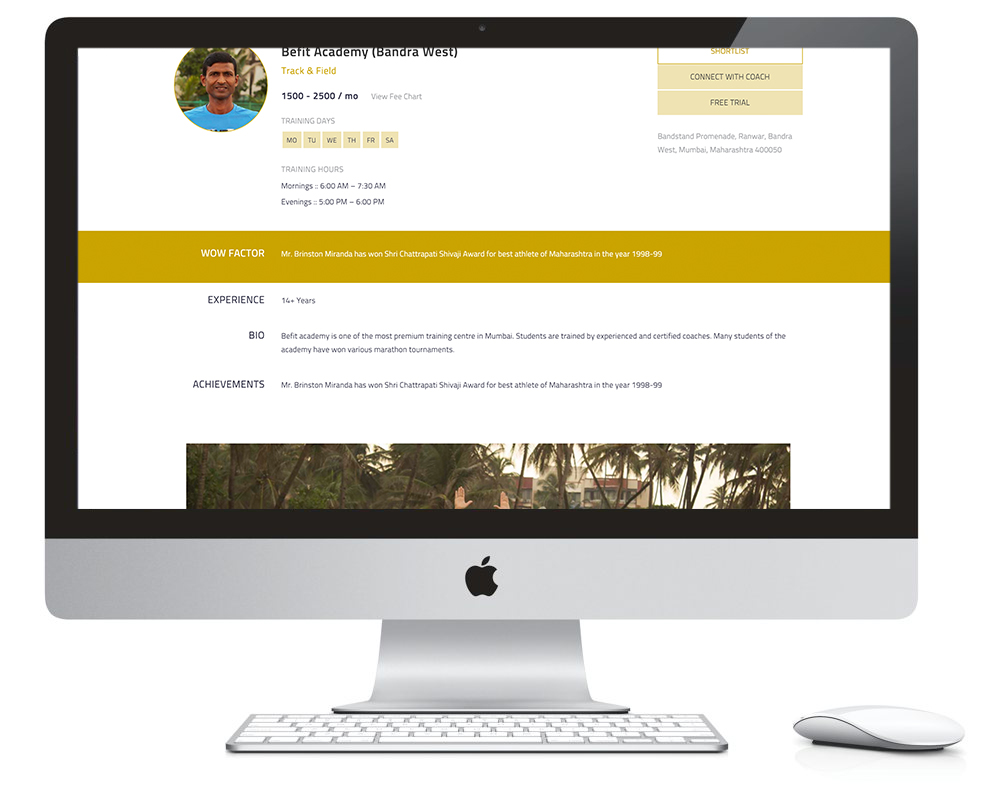 Befit Academy (Bandra West)
Track & Field
1500 - 2500 / mo View Fee Chart
TRAINING DAYS
MO TU WE TH FR SA
TRAINING HOURS
Mornings :: 6:00 AM – 7:30 AM
Evenings :: 5:00 PM – 6:00 PM
SHORTLIST
CONNECT WITH COACH
FREE TRIAL
Bandstand Promenade, Ranwar, Bandra
West, Mumbai, Maharashtra 400050
WOW FACTOR Mr. Brinston Miranda has won Shri Chattrapati Shivaji Award for best athlete of Maharashtra in the year 1998-99
EXPERIENCE 14+ Years
BIO Befit academy is one of the most premium training centre in Mumbai. Students are trained by experienced and certified coaches. Many students of the
academy have won various marathon tournaments.
ACHIEVEMENTS Mr. Brinston Miranda has won Shri Chattrapati Shivaji Award for best athlete of Maharashtra in the year 1998-99